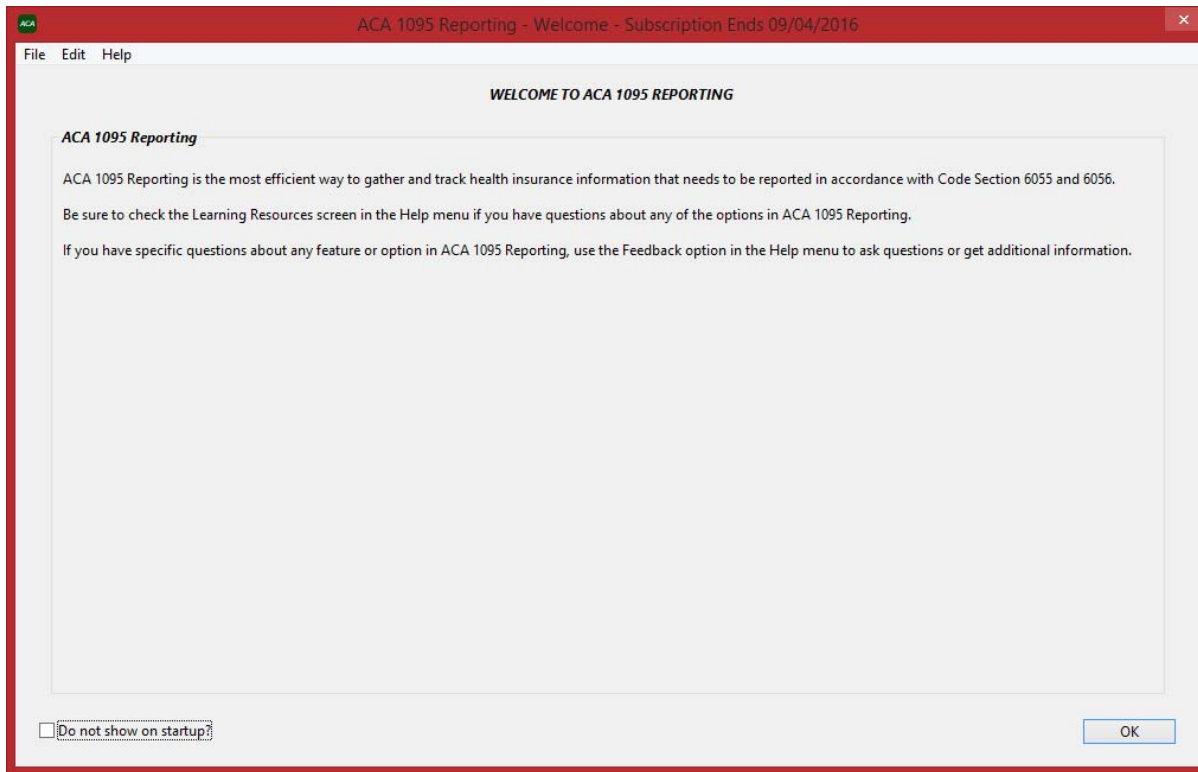 ACA
ACA 1095 Reporting - Welcome - Subscription Ends 09/04/2016
×
File Edit Help
WELCOME TO ACA 1095 REPORTING
ACA 1095 Reporting
ACA 1095 Reporting is the most efficient way to gather and track health insurance information that needs to be reported in accordance with Code Section 6055 and 6056.
Be sure to check the Learning Resources screen in the Help menu if you have questions about any of the options in ACA 1095 Reporting.
If you have specific questions about any feature or option in ACA 1095 Reporting, use the Feedback option in the Help menu to ask questions or get additional information.
Do not show on startup?
OK